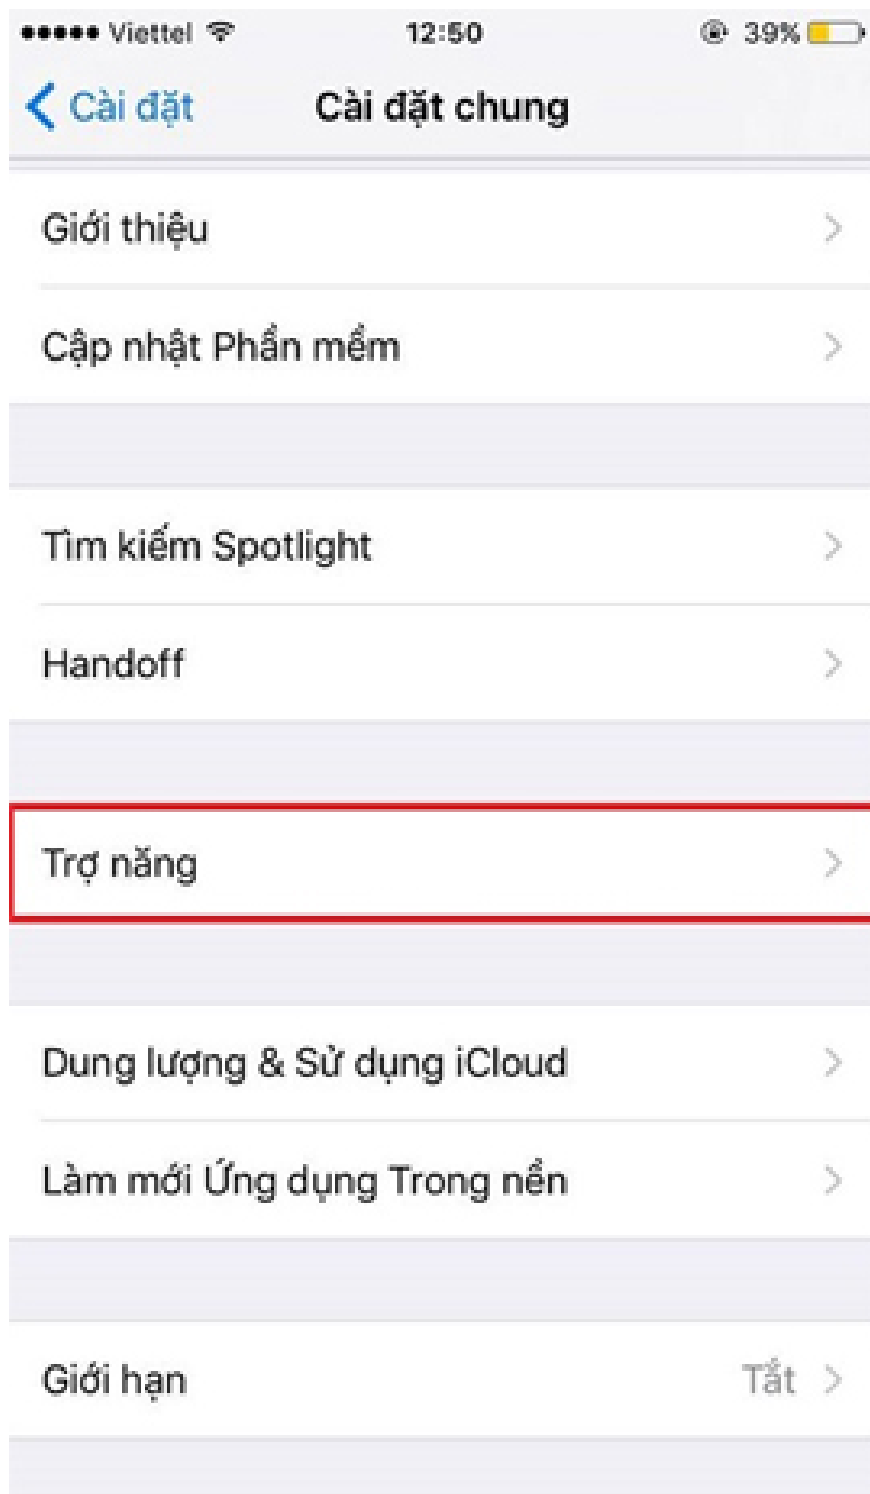 Viettel 12:50 39%
Cài đặt Cài đặt chung
Giới thiệu
Cập nhật Phần mềm
Tìm kiếm Spotlight
Handoff
Trợ năng
Dung lượng & Sử dụng iCloud
Làm mới Ứng dụng Trong nền
Giới hạn Tắt